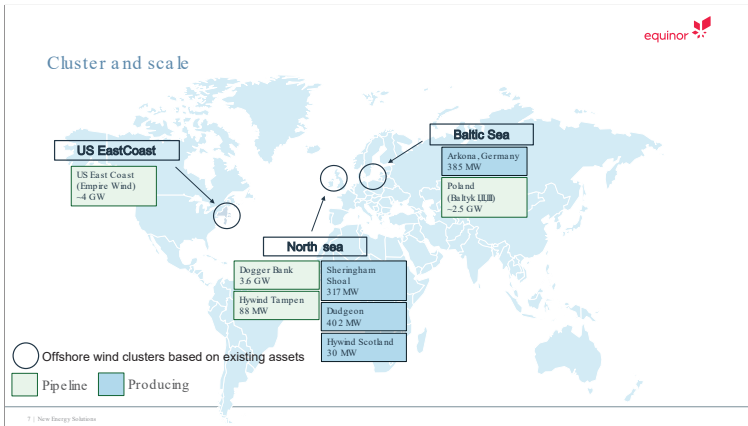 equinor
Cluster and scale
US EastCoast
US East Coast
(Empire Wind)
~4 GW
Baltic Sea
Arkona, Germany
385 MW
Poland
(Baltyk I,II,III)
~2.5 GW
North sea
Dogger Bank
3.6 GW
Hywind Tampen
88 MW
Sheringham
Shoal
317 MW
Dudgeon
402 MW
Hywind Scotland
30 MW
Offshore wind clusters based on existing assets
Pipeline
Producing
7 | New Energy Solutions